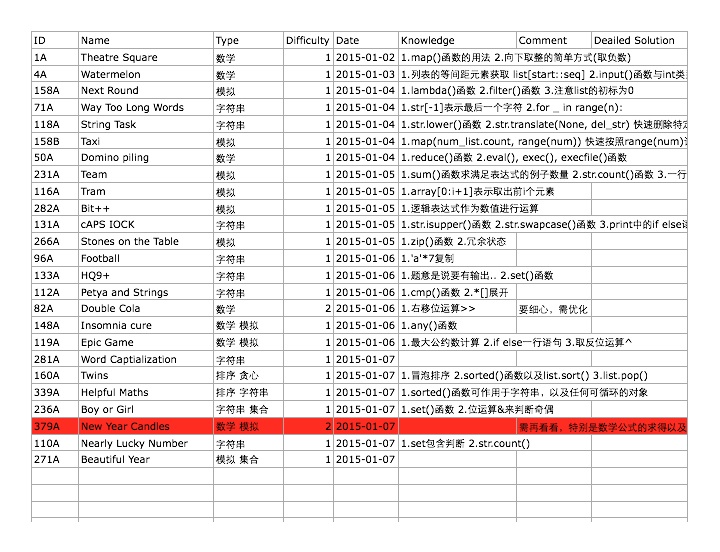 ID Name Type Difficulty Date Knowledge Comment Deailed Solution
1A Theatre Square 数学 1 2015-01-02 1.map()函数的用法 2.向下取整的简单方式(取负数)
4A Watermelon 数学 1 2015-01-03 1.列表的等间距元素获取 list[start::seq] 2.input()函数与int类
158A Next Round 模拟 1 2015-01-04 1.lambda()函数 2.filter()函数 3.注意list的初标为0
71A Way Too Long Words 字符串 1 2015-01-04 1.str[-1]表示最后一个字符 2.for _ in range(n):
118A String Task 字符串 1 2015-01-04 1.str.lower()函数 2.str.translate(None, del_str) 快速删除特定
158B Taxi 模拟 1 2015-01-04 1.map(num_list.count, range(num)) 快速按照range(num)
50A Domino piling 数学 1 2015-01-04 1.reduce()函数 2.eval(), exec(), execfile()函数
231A Team 模拟 1 2015-01-05 1.sum()函数求满足表达式的例子数量 2.str.count()函数 3.一行
116A Tram 模拟 1 2015-01-05 1.array[0:i+1]表示取出前i个元素
282A Bit++ 模拟 1 2015-01-05 1.逻辑表达式作为数值进行运算
131A cAPS lOCK 字符串 1 2015-01-05 1.str.isupper()函数 2.str.swapcase()函数 3.print中的if else语
266A Stones on the Table 模拟 1 2015-01-05 1.zip()函数 2.冗余状态
96A Football 字符串 1 2015-01-06 1.'a'*7复制
133A HQ9+ 字符串 1 2015-01-06 1.题意是说要有输出.. 2.set()函数
112A Petya and Strings 字符串 1 2015-01-06 1.cmp()函数 2.*[]展开
82A Double Cola 数学 2 2015-01-06 1.右移位运算>> 要细心，需优化
148A Insomnia cure 数学 模拟 1 2015-01-06 1.any()函数
119A Epic Game 数学 模拟 1 2015-01-06 1.最大公约数计算 2.if else一行语句 3.取反位运算^
281A Word Captialization 字符串 1 2015-01-07
160A Twins 排序 贪心 1 2015-01-07 1.冒泡排序 2.sorted()函数以及list.sort() 3.list.pop()
339A Helpful Maths 排序 字符串 1 2015-01-07 1.sorted()函数可作用于字符串，以及任何可循环的对象
236A Boy or Girl 字符串 集合 1 2015-01-07 1.set()函数 2.位运算&来判断奇偶
379A New Year Candles 数学 模拟 2 2015-01-07 需再看看，特别是数学公式的求得以及
110A Nearly Lucky Number 字符串 1 2015-01-07 1.set包含判断 2.str.count()
271A Beautiful Year 模拟 集合 1 2015-01-07